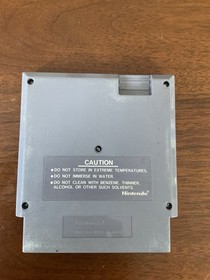 CAUTION
●DO NOT STORE IN EXTREME TEMPERATURES.
●DO NOT IMMERSE IN WATER.
●DO NOT CLEAN WITH BENZENE, THINNER,
ALCOHOL OR OTHER SUCH SOLVENTS.
Nintendo